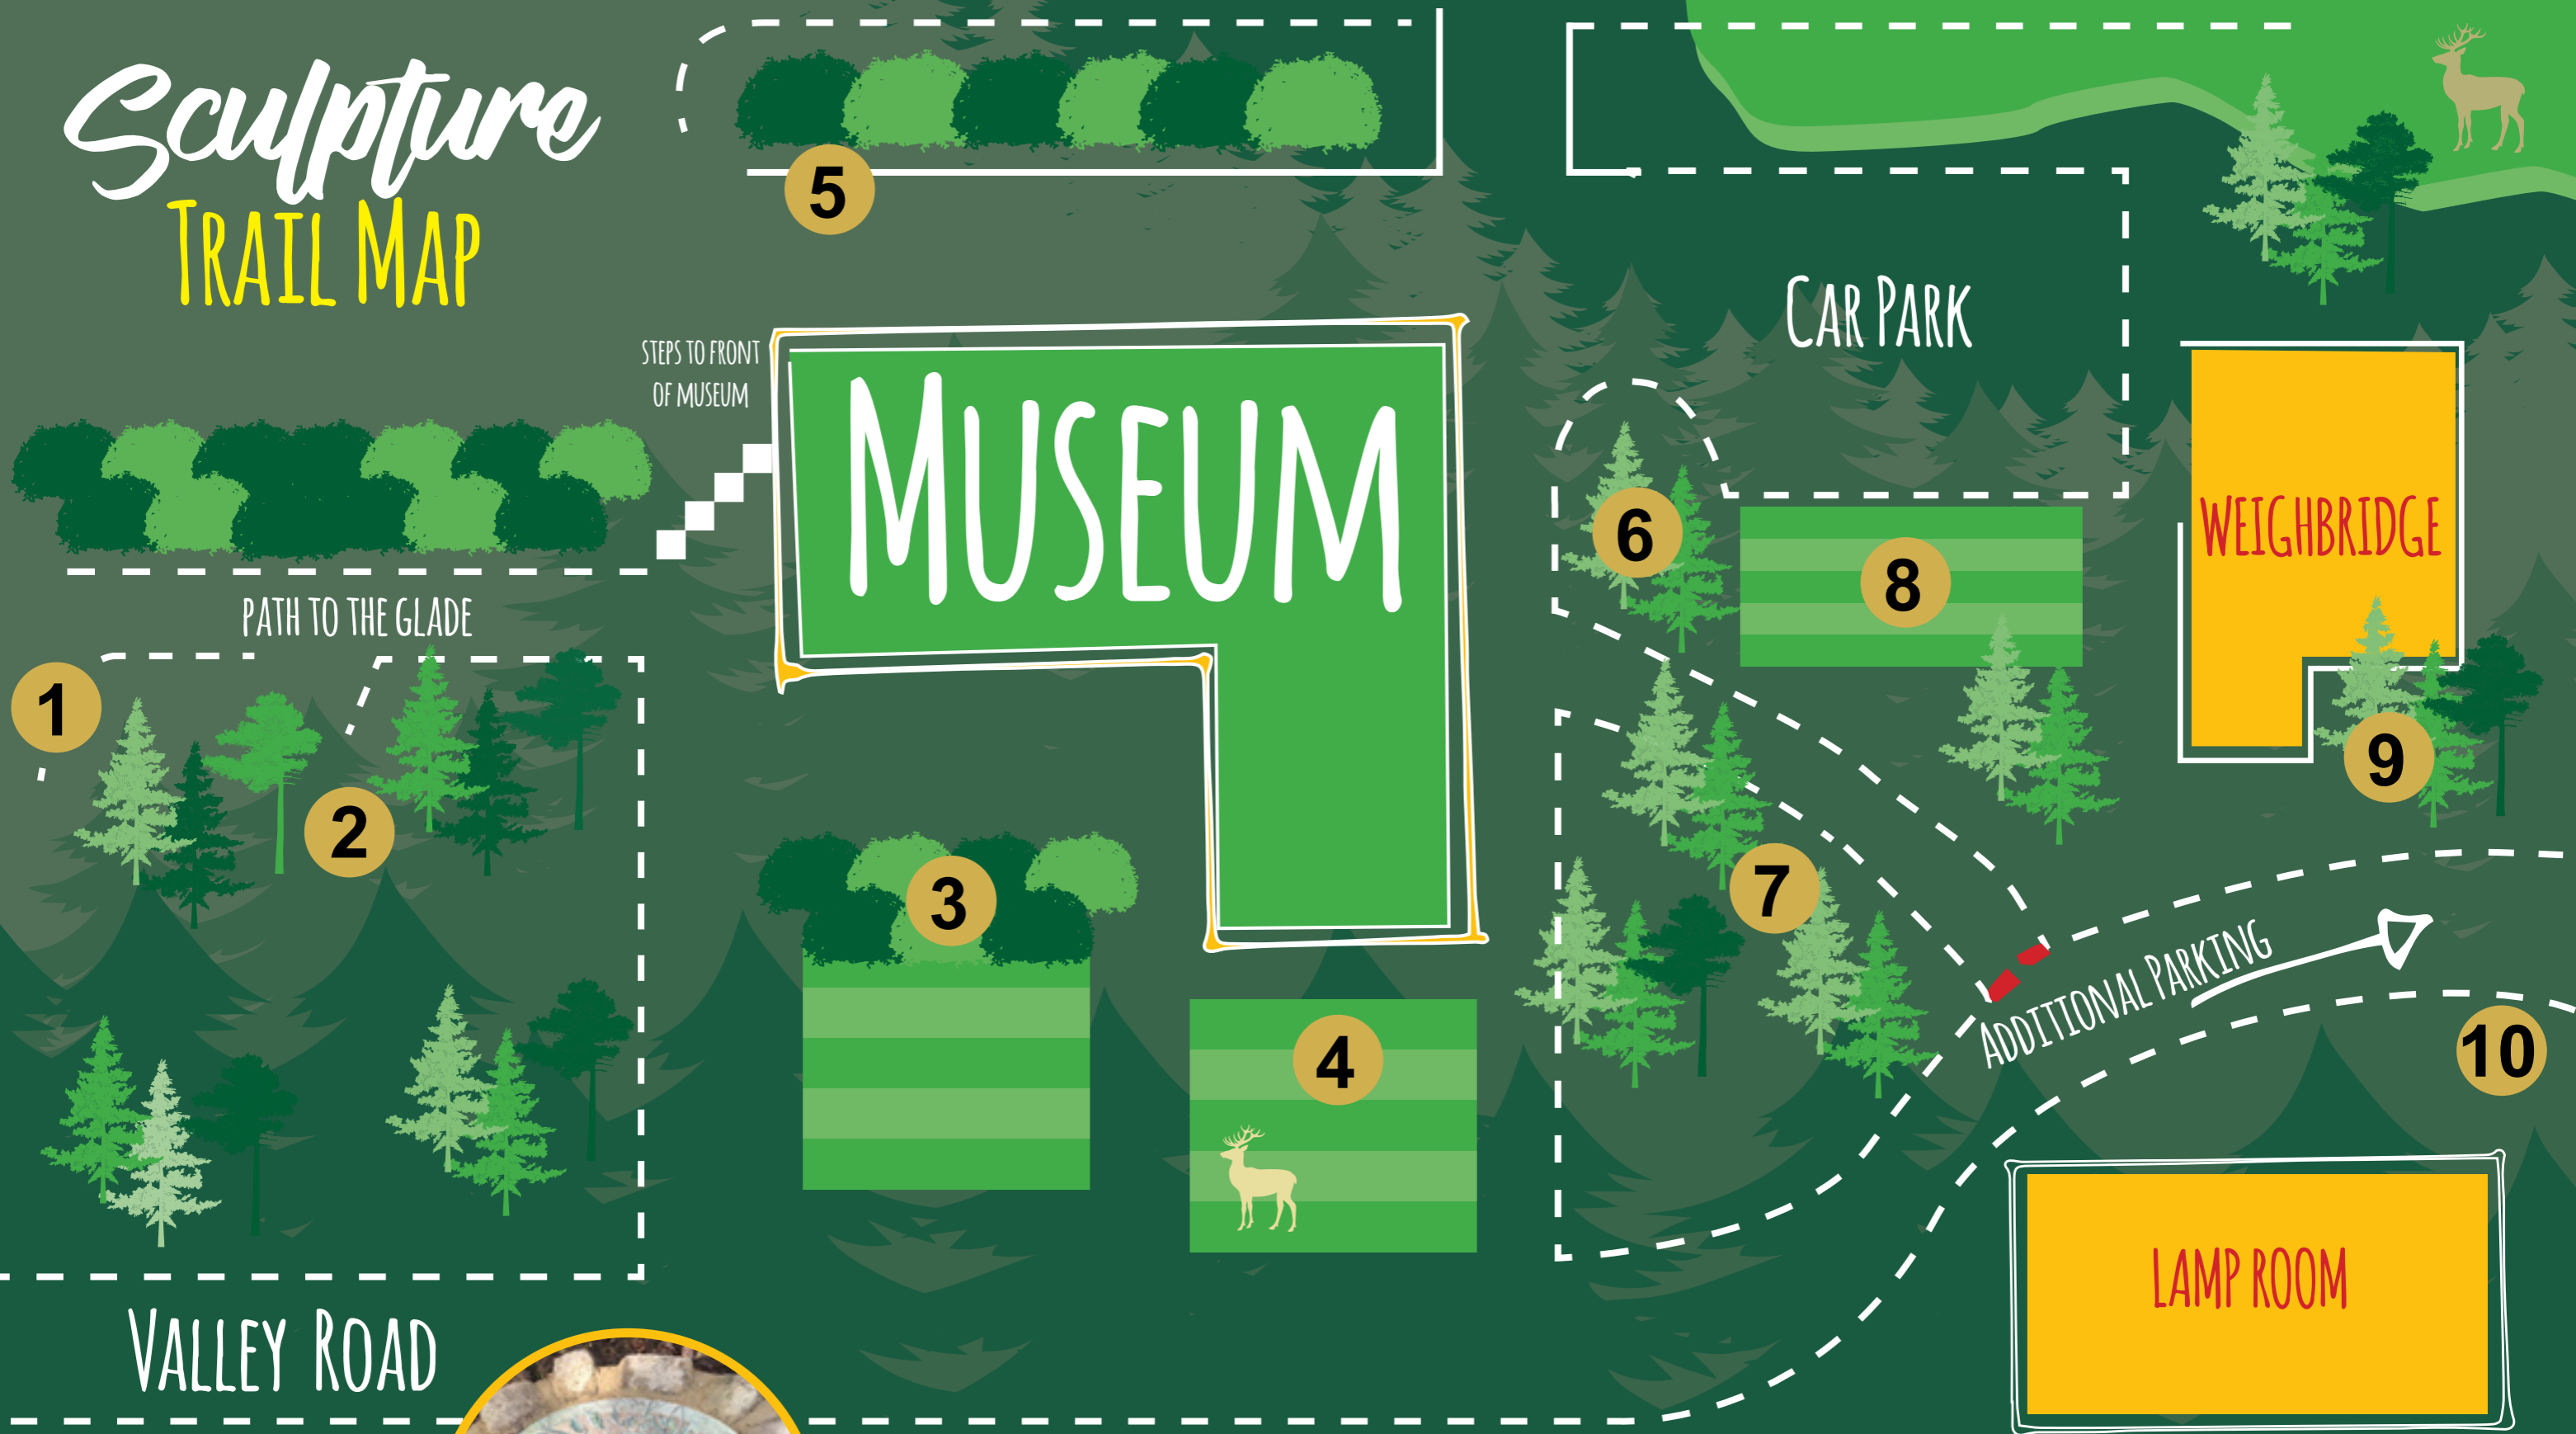 Sculpture
TRAIL MAP
5
CAR PARK
STEPS TO FRONT
OF MUSEUM
MUSEUM
WEIGHBRIDGE
6
8
PATH TO THE GLADE
1
2
3
7
9
4
ADDITIONAL PARKING
10
LAMP ROOM
VALLEY ROAD